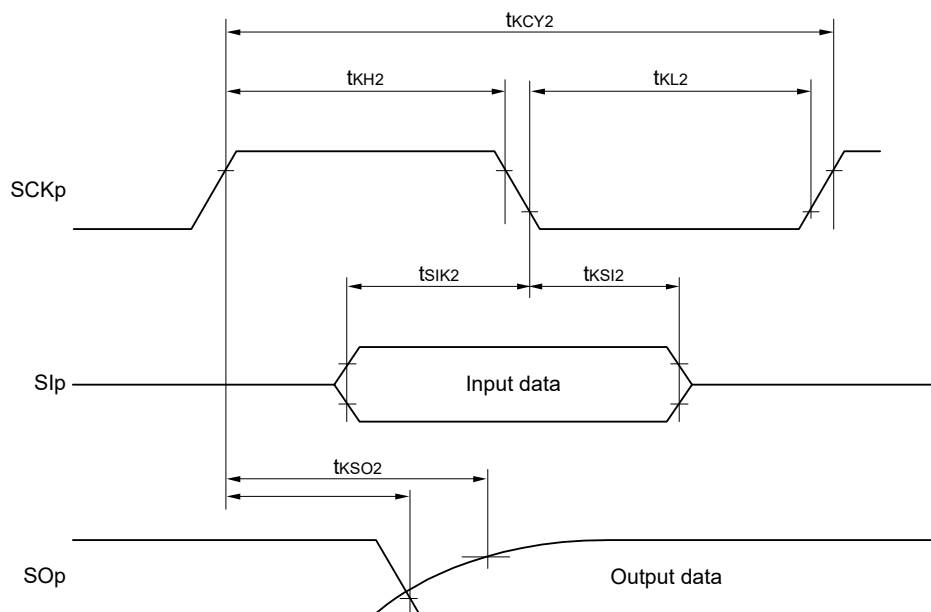 tKCY2
tKH2
tKL2
SCKp
tSIK2
tKSI2
SIp
Input data
tKSO2
SOp
Output data